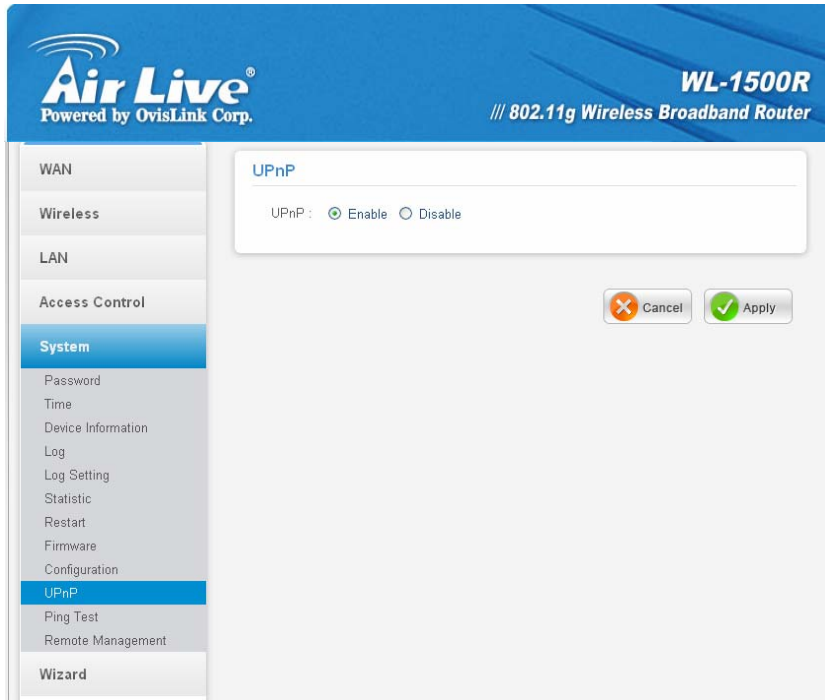 Air Live®
Powered by OvisLink Corp.
WL-1500R
/// 802.11g Wireless Broadband Router
WAN
Wireless
LAN
Access Control
System
Password
Time
Device Information
Log
Log Setting
Statistic
Restart
Firmware
Configuration
UPnP
Ping Test
Remote Management
Wizard
UPnP
UPnP : Enable Disable
Cancel Apply